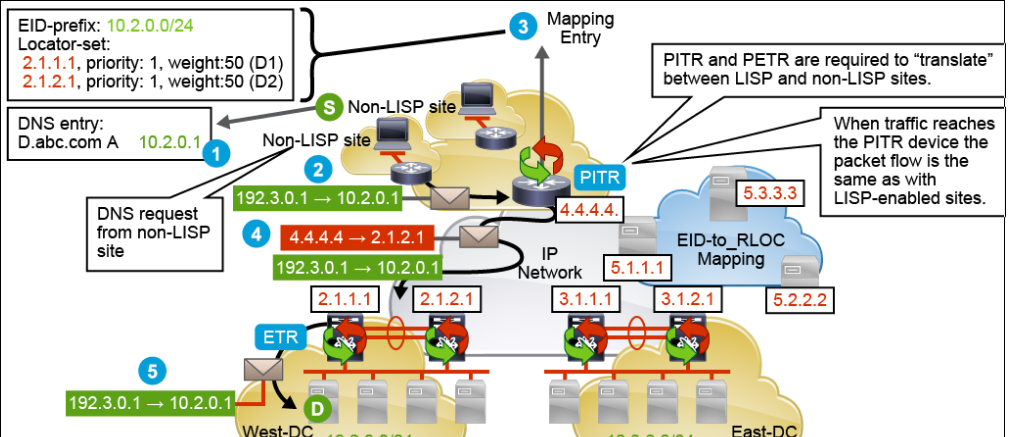 EID-prefix: 10.2.0.0/24
Locator-set:
2.1.1.1, priority: 1, weight:50 (D1)
2.1.2.1, priority: 1, weight:50 (D2)
3
Mapping
Entry
PITR and PETR are required to “translate”
between LISP and non-LISP sites.
S
Non-LISP site
DNS entry:
D.abc.com A 10.2.0.1
1
Non-LISP site
When traffic reaches
the PITR device the
packet flow is the
same as with
LISP-enabled sites.
2
192.3.0.1 → 10.2.0.1
PITR
4.4.4.4.
5.3.3.3
DNS request
from non-LISP
site
4
4.4.4.4 → 2.1.2.1
192.3.0.1 → 10.2.0.1
IP
Network
EID-to_RLOC
Mapping
5.1.1.1
5.2.2.2
2.1.1.1
2.1.2.1
3.1.1.1
3.1.2.1
ETR
5
192.3.0.1 → 10.2.0.1
D
West-DC
East-DC